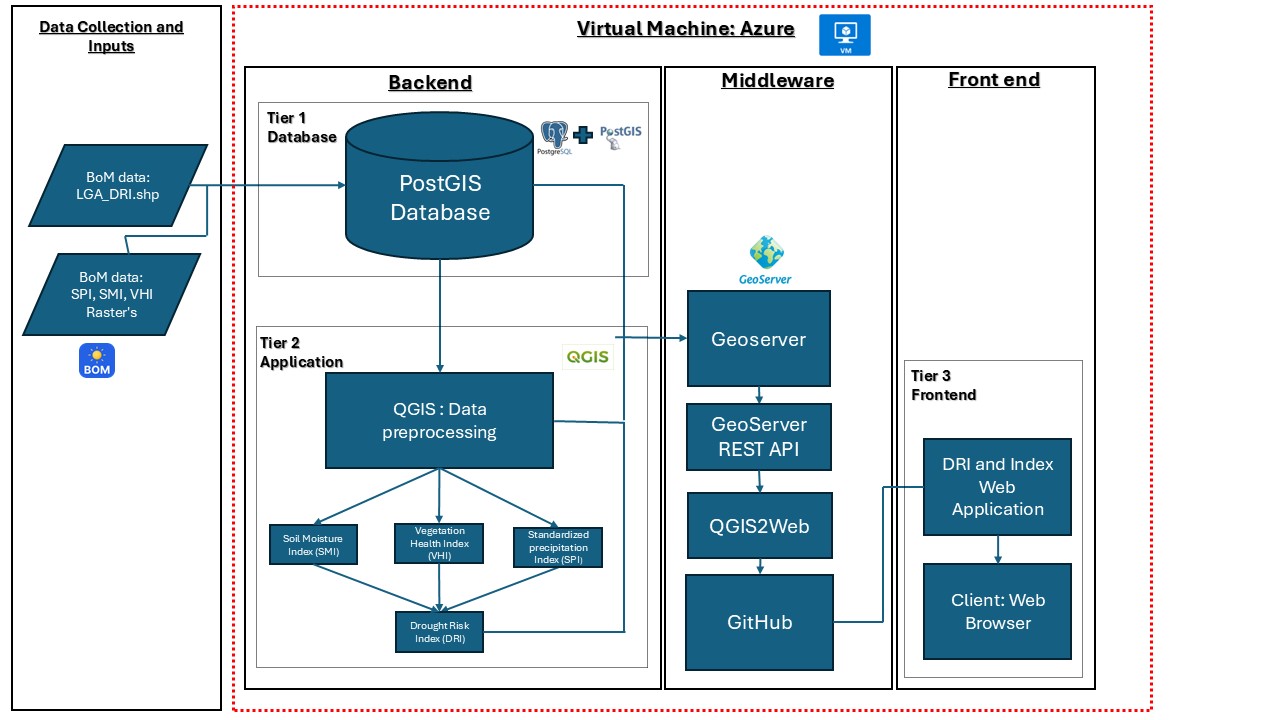 Data Collection and
Inputs
BoM data:
LGA_DRI.shp
BoM data:
SPI, SMI, VHI
Raster's
BOM
Virtual Machine: Azure
VM
Backend
Tier 1
Database
PostgreSQL
PostGIS
PostGIS
Database
Tier 2
Application
QGIS
QGIS : Data
preprocessing
Soil Moisture
Index (SMI)
Vegetation
Health Index
(VHI)
Standardized
precipitation
Index (SPI)
Drought Risk
Index (DRI)
Middleware
GeoServer
Geoserver
GeoServer
REST API
QGIS2Web
GitHub
Front end
Tier 3
Frontend
DRI and Index
Web
Application
Client: Web
Browser